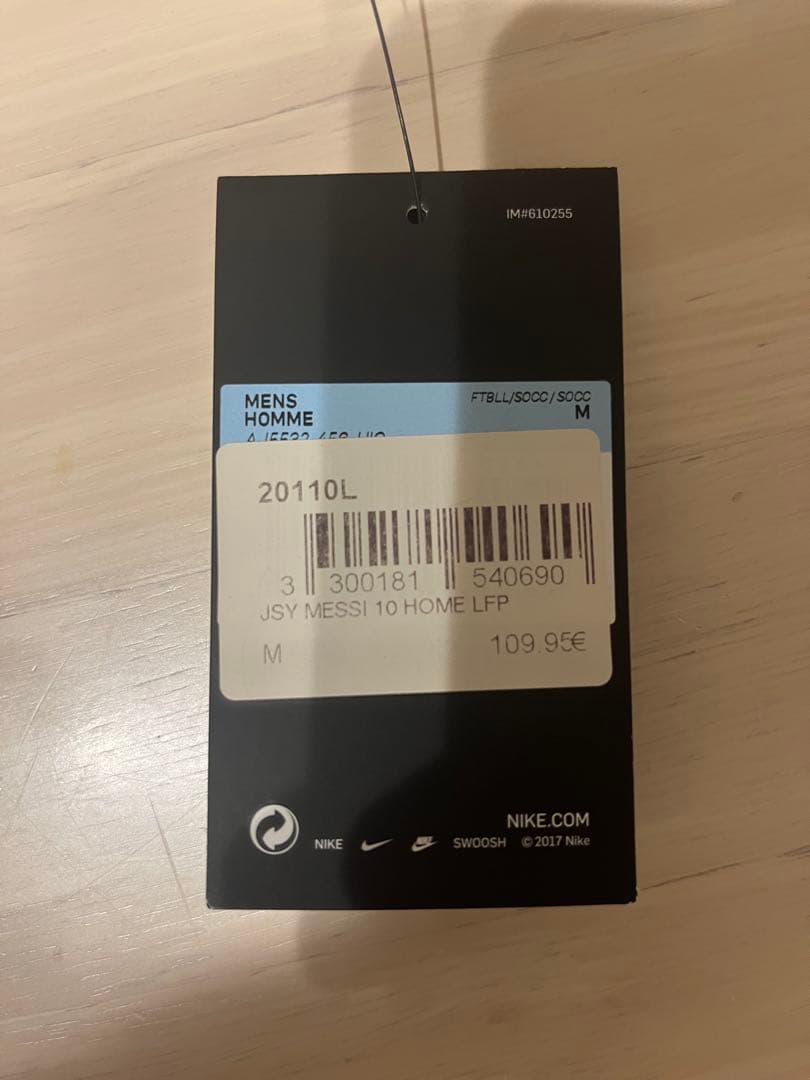 IM#610255
MENS
FTBLL/SOCC/SOCC
HOMME
M
20110L
3 300181 540690
JSY MESSI 10 HOME LFP
M
109.95€
NIKE.COM
NIKE SWOOSH © 2017 Nike